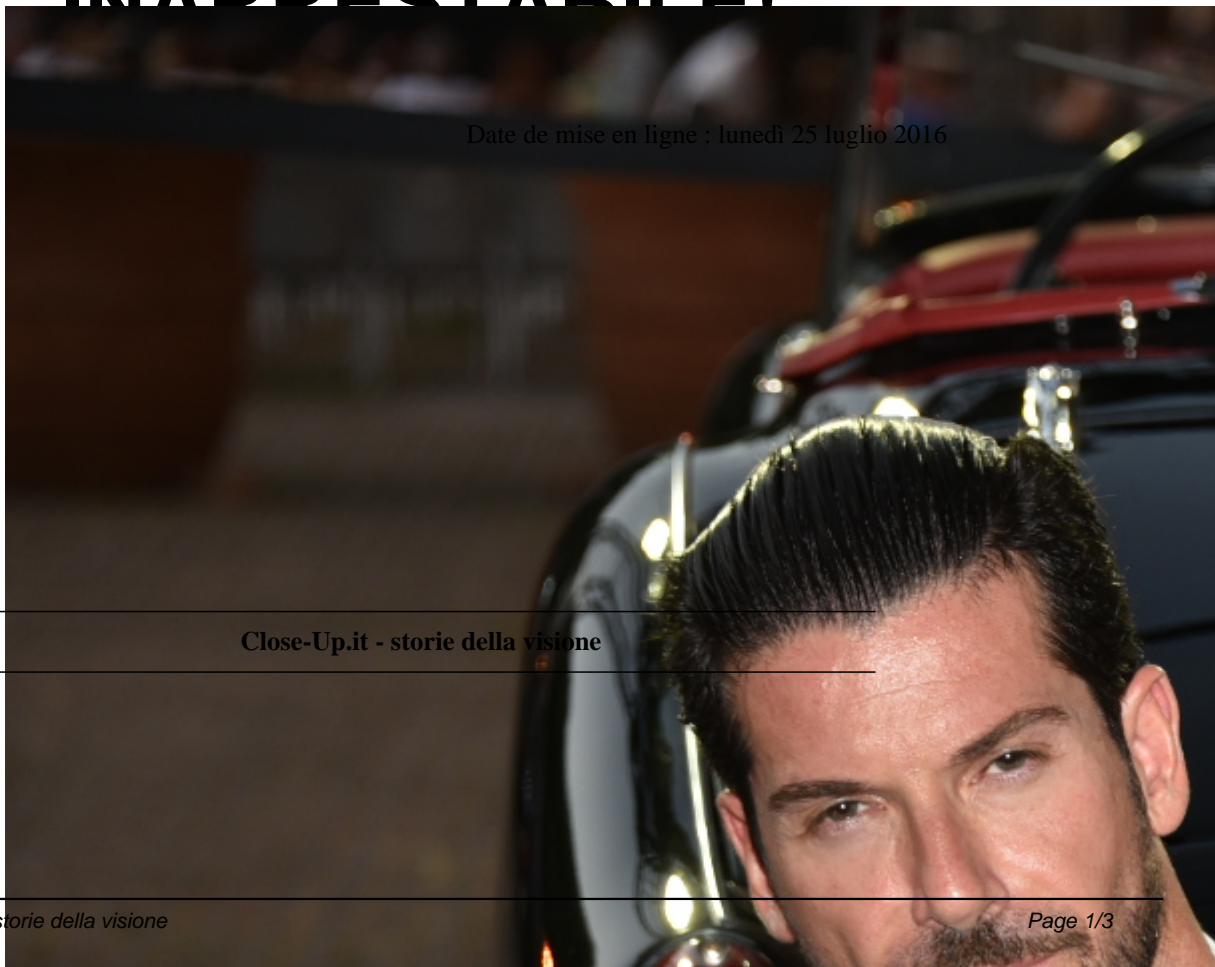 INARRESTABILE!
Date de mise en ligne : lunedì 25 luglio 2016
Close-Up.it - storie della visione
storie della visione
Page 1/3